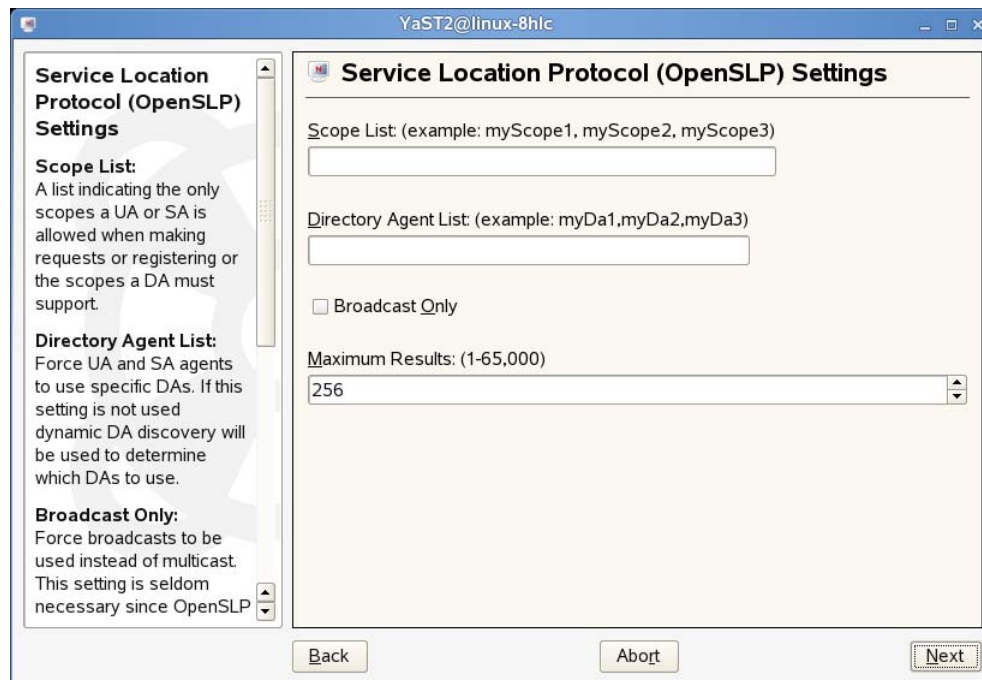 YaST2@linux-8hlc
Service Location
Protocol (OpenSLP)
Settings
Scope List:
A list indicating the only
scopes a UA or SA is
allowed when making
requests or registering or
the scopes a DA must
support.
Directory Agent List:
Force UA and SA agents
to use specific DAs. If this
setting is not used
dynamic DA discovery will
be used to determine
which DAs to use.
Broadcast Only:
Force broadcasts to be
used instead of multicast.
This setting is seldom
necessary since OpenSLP
Service Location Protocol (OpenSLP) Settings
Scope List: (example: myScope1, myScope2, myScope3)
Directory Agent List: (example: myDa1,myDa2,myDa3)
Broadcast Only
Maximum Results: (1-65,000)
256
Back
Abort
Next